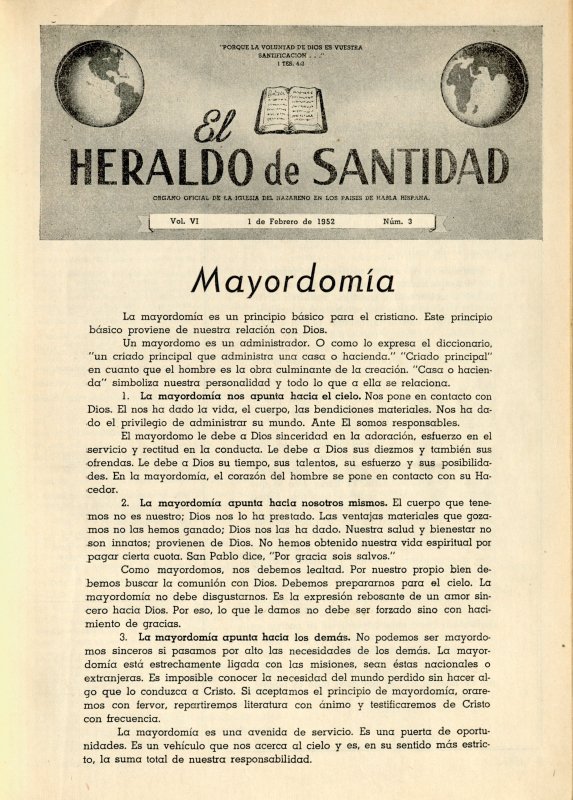 "PORQUE LA VOLUNTAD DE DIOS ES VUESTRA
SANTIFICACION . . ."
I TES. 4:3
El
HERALDO de SANTIDAD
ORGANO OFICIAL DE LA IGLESIA DEL NAZARENO EN LOS PAISES DE HABLA HISPANA.
Vol. VI 1 de Febrero de 1952 Núm. 3
Mayordomía
La mayordomía es un principio básico para el cristiano. Este principio
básico proviene de nuestra relación con Dios.
Un mayordomo es un administrador. O como lo expresa el diccionario,
"un criado principal que administra una casa o hacienda." "Criado principal"
en cuanto que el hombre es la obra culminante de la creación. "Casa o hacien-
da" simboliza nuestra personalidad y todo lo que a ella se relaciona.
1. La mayordomía nos apunta hacia el cielo. Nos pone en contacto con
Dios. El nos ha dado la vida, el cuerpo, las bendiciones materiales. Nos ha da-
do el privilegio de administrar su mundo. Ante El somos responsables.
El mayordomo le debe a Dios sinceridad en la adoración, esfuerzo en el
servicio y rectitud en la conducta. Le debe a Dios sus diezmos y también sus
ofrendas. Le debe a Dios su tiempo, sus talentos, su esfuerzo y sus posibilida-
des. En la mayordomía, el corazón del hombre se pone en contacto con su Ha-
cedor.
2. La mayordomía apunta hacia nosotros mismos. El cuerpo que tene-
mos no es nuestro; Dios nos lo ha prestado. Las ventajas materiales que goza-
mos no las hemos ganado; Dios nos las ha dado. Nuestra salud y bienestar no
son innatos; provienen de Dios. No hemos obtenido nuestra vida espiritual por
pagar cierta cuota. San Pablo dice, "Por gracia sois salvos."
Como mayordomos, nos debemos lealtad. Por nuestro propio bien de-
bemos buscar la comunión con Dios. Debemos prepararnos para el cielo. La
mayordomía no debe disgustarnos. Es la expresión rebosante de un amor sin-
cero hacia Dios. Por eso, lo que le damos no debe ser forzado sino con haci-
miento de gracias.
3. La mayordomía apunta hacia los demás. No podemos ser mayordo-
mos sinceros si pasamos por alto las necesidades de los demás. La mayor-
domía está estrechamente ligada con las misiones, sean éstas nacionales o
extranjeras. Es imposible conocer la necesidad del mundo perdido sin hacer al-
go que lo conduzca a Cristo. Si aceptamos el principio de mayordomía, orare-
mos con fervor, repartiremos literatura con ánimo y testificaremos de Cristo
con frecuencia.
La mayordomía es una avenida de servicio. Es una puerta de oportu-
nidades. Es un vehículo que nos acerca al cielo y es, en su sentido más estric-
to, la suma total de nuestra responsabilidad.